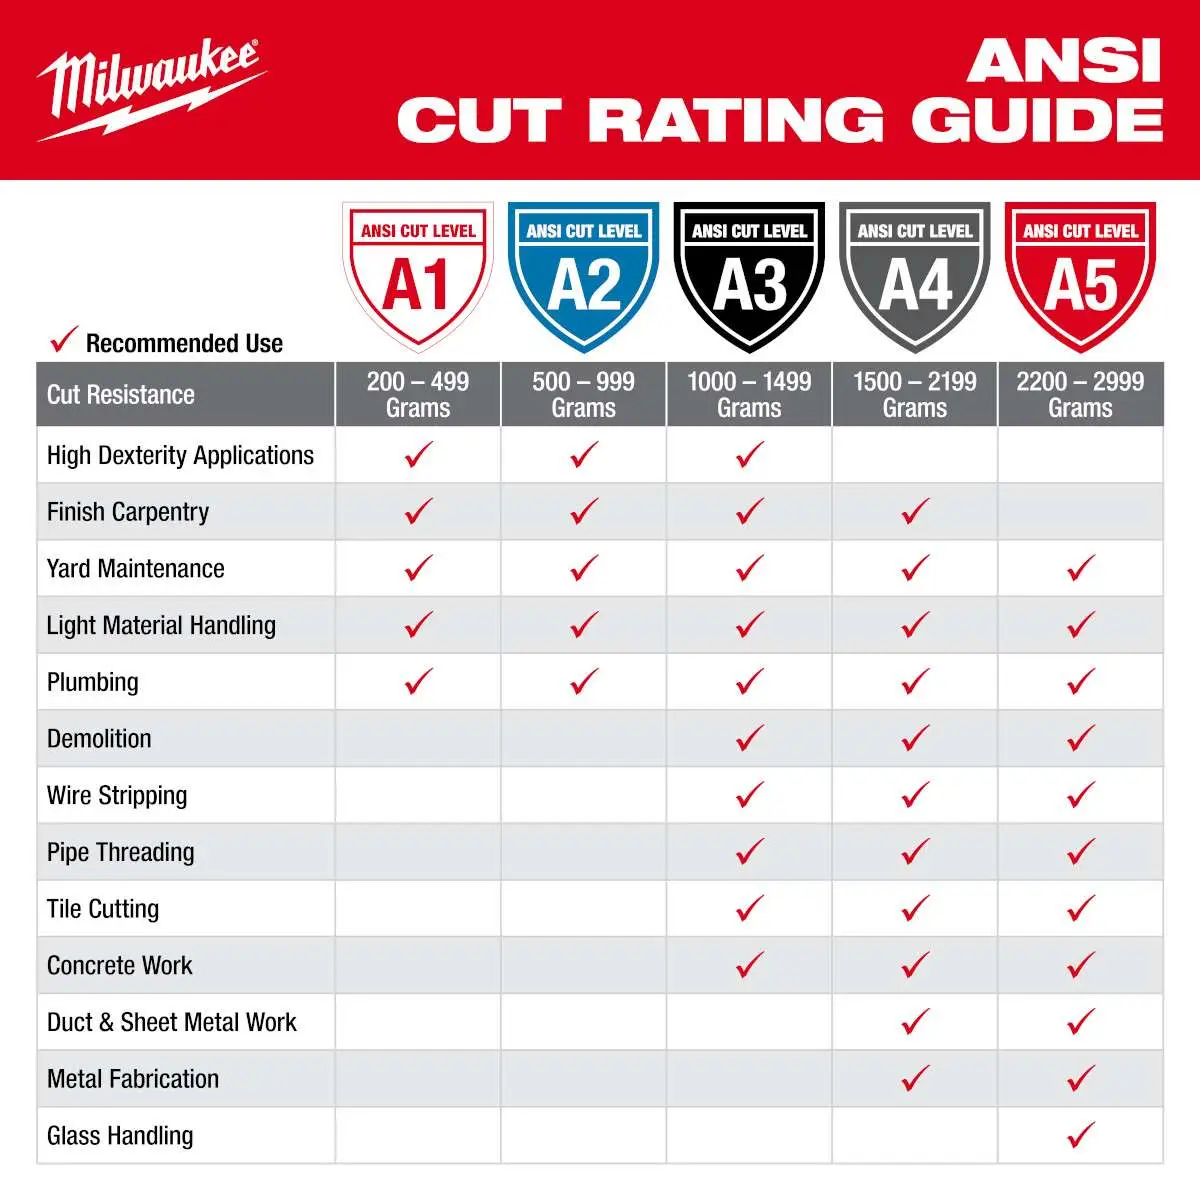 Milwaukee®
ANSI
CUT RATING GUIDE
ANSI CUT LEVEL
A1
ANSI CUT LEVEL
A2
ANSI CUT LEVEL
A3
ANSI CUT LEVEL
A4
ANSI CUT LEVEL
A5
✓ Recommended Use
Cut Resistance
200 – 499
Grams
500 – 999
Grams
1000 – 1499
Grams
1500 – 2199
Grams
2200 – 2999
Grams
High Dexterity Applications ✓ ✓ ✓
Finish Carpentry ✓ ✓ ✓ ✓
Yard Maintenance ✓ ✓ ✓ ✓ ✓
Light Material Handling ✓ ✓ ✓ ✓ ✓
Plumbing ✓ ✓ ✓ ✓ ✓
Demolition ✓ ✓ ✓
Wire Stripping ✓ ✓ ✓
Pipe Threading ✓ ✓ ✓
Tile Cutting ✓ ✓ ✓
Concrete Work ✓ ✓ ✓
Duct & Sheet Metal Work ✓ ✓
Metal Fabrication ✓ ✓
Glass Handling ✓